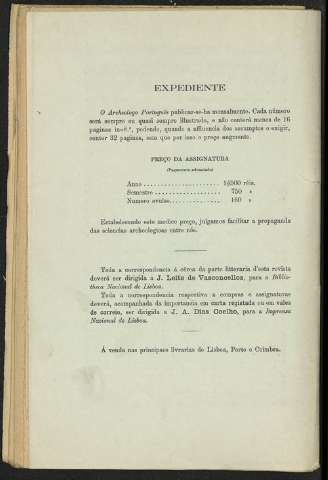 EXPEDIENTE
O Archeologo Português publicar-se-ha mensalmente. Cada número
será sempre ou quasi sempre illustrado, e não conterá menos de 16
paginas in-8.º, podendo, quando a affluencia dos assumptos o exigir,
conter 32 paginas, sem que por isso o preço augmente.
PREÇO DA ASSIGNATURA
(Pagamento adeantado)
Anno ...................... 1$500 réis.
Semestre .................. 750 »
Numero avulso.............. 160 »
Estabelecendo este modico preço, julgamos facilitar a propaganda
das sciencias archeologicas entre nós.
Toda a correspondencia á cêrca da parte litteraria d'esta revista
deverá ser dirigida a J. Leite de Vasconcellos, para a Biblio-
theca Nacional de Lisboa.
Toda a correspondencia respectiva a compras e assignaturas
deverá, acompanhada da importancia em carta registada ou em vales
de correio, ser dirigida a J. A. Dias Coelho, para a Imprensa
Nacional de Lisboa.
Á venda nas principaes livrarias de Lisboa, Porto e Coimbra.